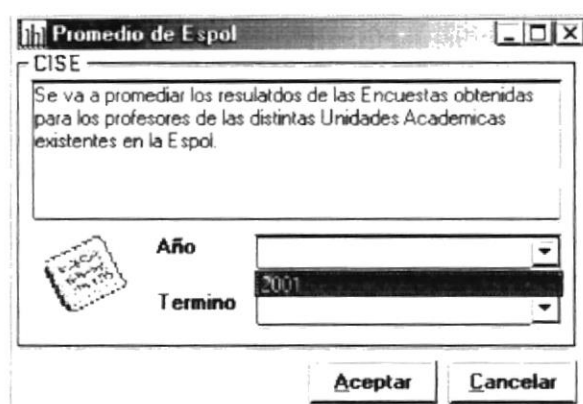 Promedio de Espol
CISE
Se va a promediar los resulatdos de las Encuestas obtenidas
para los profesores de las distintas Unidades Academicas
existentes en la Espol.
Año
2001
Termino
Aceptar
Cancelar